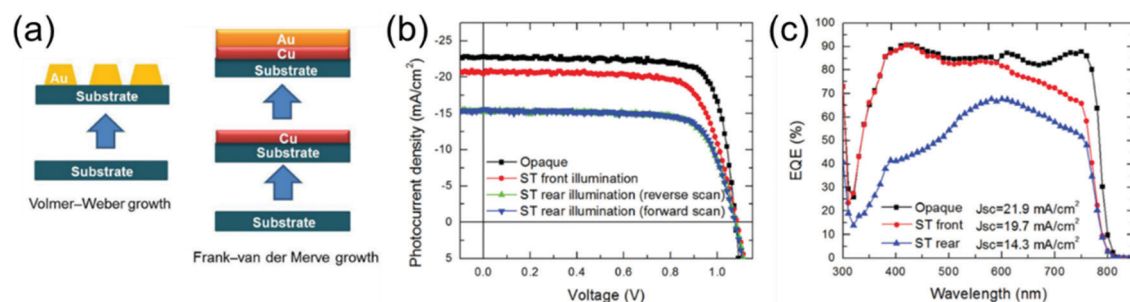 (a)
Au
Substrate
Substrate
Volmer–Weber growth
Au
Cu
Substrate
Cu
Substrate
Substrate
Frank–van der Merve growth
(b)
Photocurrent density (mA/cm²)
-25
-20
-15
-10
-5
0
5
Opaque
ST front illumination
ST rear illumination (reverse scan)
ST rear illumination (forward scan)
0.0 0.2 0.4 0.6 0.8 1.0
Voltage (V)
(c)
EQE (%)
100
90
80
70
60
50
40
30
20
10
0
Opaque Jsc=21.9 mA/cm²
ST front Jsc=19.7 mA/cm²
ST rear Jsc=14.3 mA/cm²
300 400 500 600 700 800
Wavelength (nm)